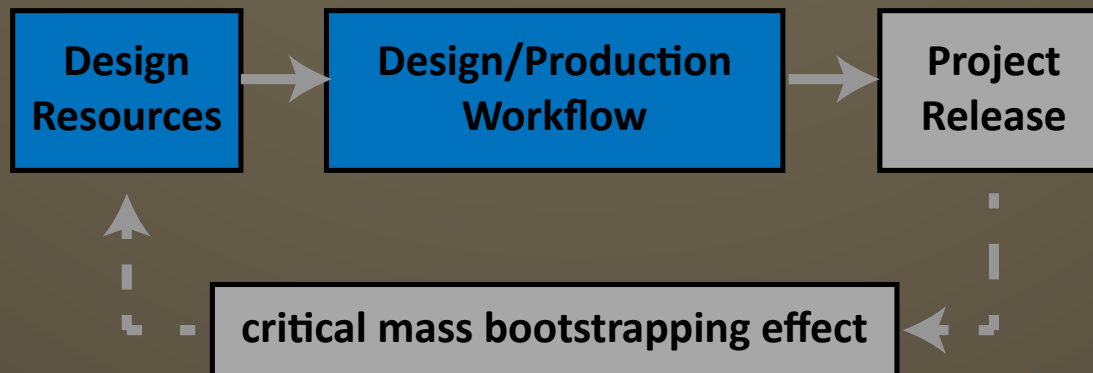 Design
Resources
Design/Production
Workflow
Project
Release
critical mass bootstrapping effect